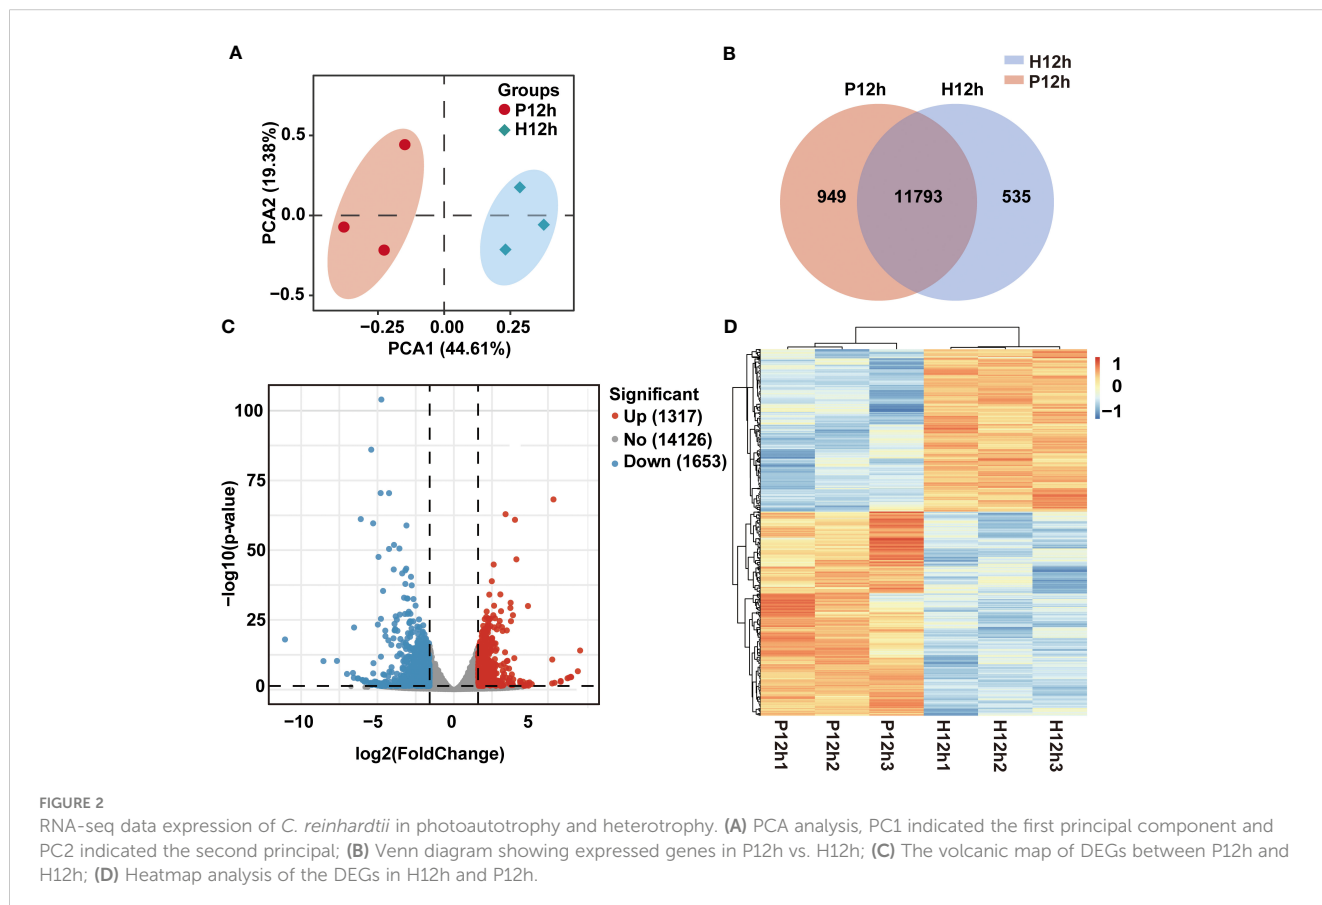 A
Groups
P12h
H12h
0.5
0.0
−0.5
PCA2 (19.38%)
−0.25
0.00
0.25
PCA1 (44.61%)
B
H12h
P12h
P12h
H12h
949
11793
535
C
Significant
Up (1317)
No (14126)
Down (1653)
100
75
50
25
0
−log10(p-value)
−10
−5
0
5
log2(FoldChange)
D
1
0
−1
P12h1
P12h2
P12h3
H12h1
H12h2
H12h3
FIGURE 2
RNA-seq data expression of C. reinhardtii in photoautotrophy and heterotrophy. (A) PCA analysis, PC1 indicated the first principal component and
PC2 indicated the second principal; (B) Venn diagram showing expressed genes in P12h vs. H12h; (C) The volcanic map of DEGs between P12h and
H12h; (D) Heatmap analysis of the DEGs in H12h and P12h.